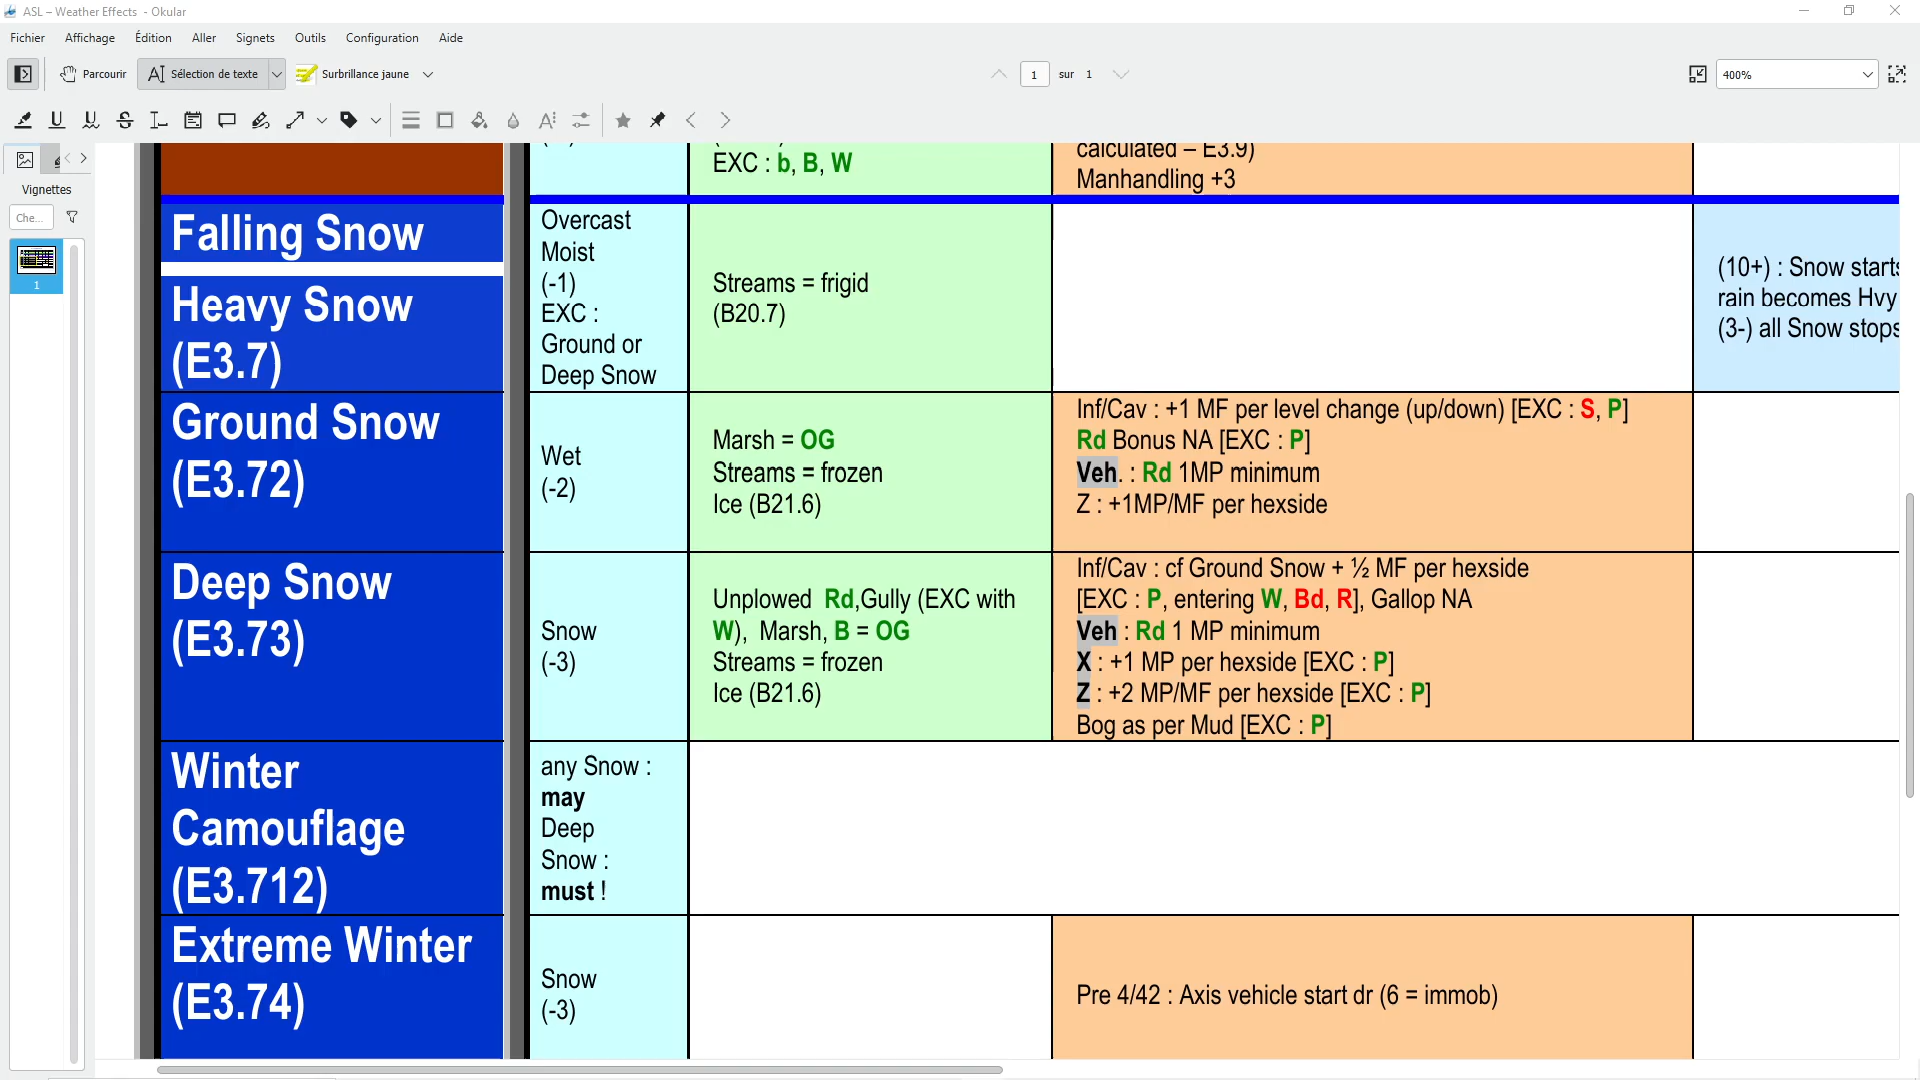 ASL – Weather Effects  - Okular
Fichier Affichage Édition Aller Signets Outils Configuration Aide
Parcourir Sélection de texte Surbrillance jaune 1 sur 1 400%
Vignettes
Che...
1
EXC : b, B, W
calculated – E3.9)
Manhandling +3
Falling Snow
Heavy Snow
(E3.7)
Overcast
Moist
(-1)
EXC :
Ground or
Deep Snow
Streams = frigid
(B20.7)
(10+) : Snow starts
rain becomes Hvy
(3-) all Snow stops
Ground Snow
(E3.72)
Wet
(-2)
Marsh = OG
Streams = frozen
Ice (B21.6)
Inf/Cav : +1 MF per level change (up/down) [EXC : S, P]
Rd Bonus NA [EXC : P]
Veh. : Rd 1MP minimum
Z : +1MP/MF per hexside
Deep Snow
(E3.73)
Snow
(-3)
Unplowed Rd,Gully (EXC with
W), Marsh, B = OG
Streams = frozen
Ice (B21.6)
Inf/Cav : cf Ground Snow + ½ MF per hexside
[EXC : P, entering W, Bd, R], Gallop NA
Veh : Rd 1 MP minimum
X : +1 MP per hexside [EXC : P]
Z : +2 MP/MF per hexside [EXC : P]
Bog as per Mud [EXC : P]
Winter
Camouflage
(E3.712)
any Snow :
may
Deep
Snow :
must !
Extreme Winter
(E3.74)
Snow
(-3)
Pre 4/42 : Axis vehicle start dr (6 = immob)